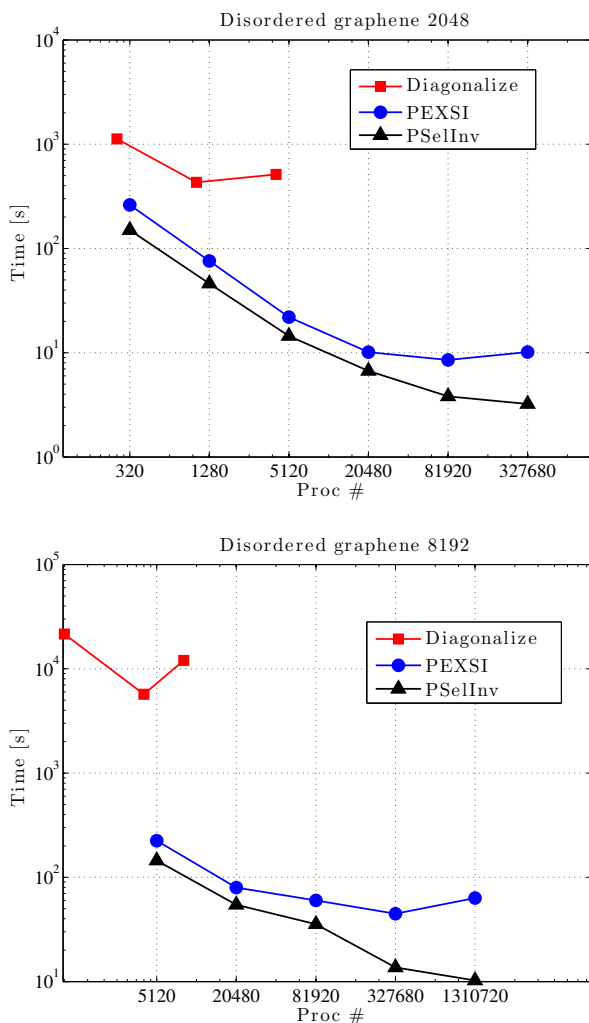 Disordered graphene 2048
10^4
10^3
10^2
10^1
10^0
Time [s]
Diagonalize
PEXSI
PSelInv
320 1280 5120 20480 81920 327680
Proc #
Disordered graphene 8192
10^5
10^4
10^3
10^2
10^1
Time [s]
Diagonalize
PEXSI
PSelInv
5120 20480 81920 327680 1310720
Proc #